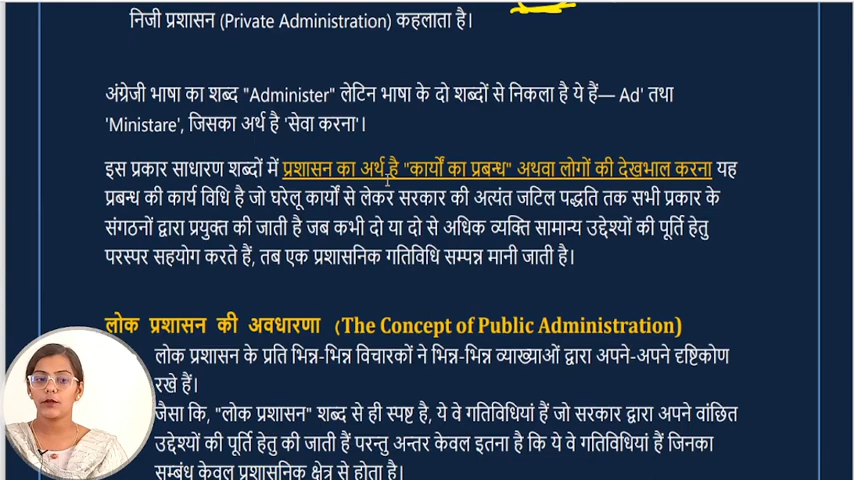 निजी प्रशासन (Private Administration) कहलाता है।
अंग्रेजी भाषा का शब्द "Administer" लेटिन भाषा के दो शब्दों से निकला है ये हैं— Ad' तथा
'Ministare', जिसका अर्थ है 'सेवा करना'।
इस प्रकार साधारण शब्दों में प्रशासन का अर्थ है "कार्यों का प्रबन्ध" अथवा लोगों की देखभाल करना यह
प्रबन्ध की कार्य विधि है जो घरेलू कार्यों से लेकर सरकार की अत्यंत जटिल पद्धति तक सभी प्रकार के
संगठनों द्वारा प्रयुक्त की जाती है जब कभी दो या दो से अधिक व्यक्ति सामान्य उद्देश्यों की पूर्ति हेतु
परस्पर सहयोग करते हैं, तब एक प्रशासनिक गतिविधि सम्पन्न मानी जाती है।
लोक प्रशासन की अवधारणा (The Concept of Public Administration)
लोक प्रशासन के प्रति भिन्न-भिन्न विचारकों ने भिन्न-भिन्न व्याख्याओं द्वारा अपने-अपने दृष्टिकोण
रखे हैं।
जैसा कि, "लोक प्रशासन" शब्द से ही स्पष्ट है, ये वे गतिविधियां हैं जो सरकार द्वारा अपने वांछित
उद्देश्यों की पूर्ति हेतु की जाती हैं परन्तु अन्तर केवल इतना है कि ये वे गतिविधियां हैं जिनका
सम्बंध केवल प्रशासनिक क्षेत्र से होता है।